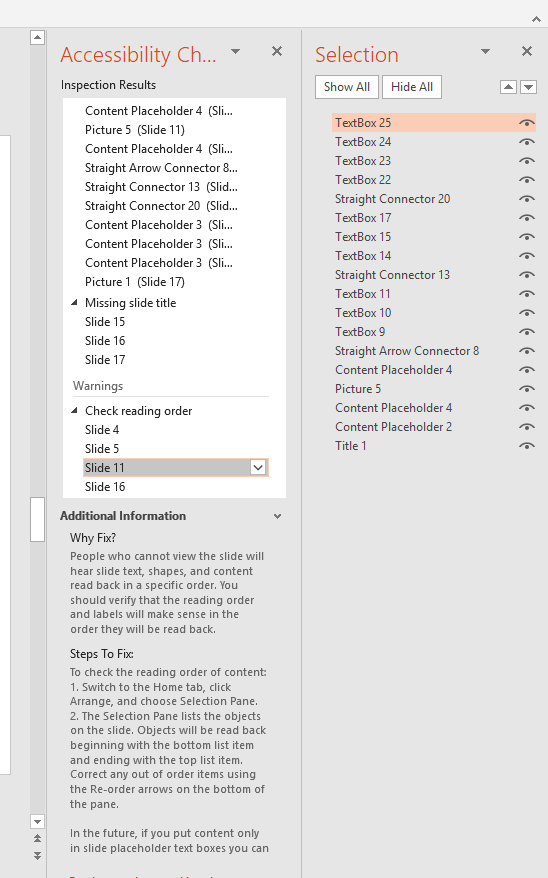 Accessibility Ch...
Inspection Results
Content Placeholder 4 (Sli...
Picture 5 (Slide 11)
Content Placeholder 4 (Sli...
Straight Arrow Connector 8...
Straight Connector 13 (Slid...
Straight Connector 20 (Slid...
Content Placeholder 3 (Sli...
Content Placeholder 3 (Sli...
Content Placeholder 3 (Sli...
Picture 1 (Slide 17)
Missing slide title
Slide 15
Slide 16
Slide 17
Warnings
Check reading order
Slide 4
Slide 5
Slide 11
Slide 16
Additional Information
Why Fix?
People who cannot view the slide will
hear slide text, shapes, and content
read back in a specific order. You
should verify that the reading order
and labels will make sense in the
order they will be read back.
Steps To Fix:
To check the reading order of content:
1. Switch to the Home tab, click
Arrange, and choose Selection Pane.
2. The Selection Pane lists the objects
on the slide. Objects will be read back
beginning with the bottom list item
and ending with the top list item.
Correct any out of order items using
the Re-order arrows on the bottom of
the pane.
In the future, if you put content only
in slide placeholder text boxes you can
Selection
Show All
Hide All
TextBox 25
TextBox 24
TextBox 23
TextBox 22
Straight Connector 20
TextBox 17
TextBox 15
TextBox 14
Straight Connector 13
TextBox 11
TextBox 10
TextBox 9
Straight Arrow Connector 8
Content Placeholder 4
Picture 5
Content Placeholder 4
Content Placeholder 2
Title 1